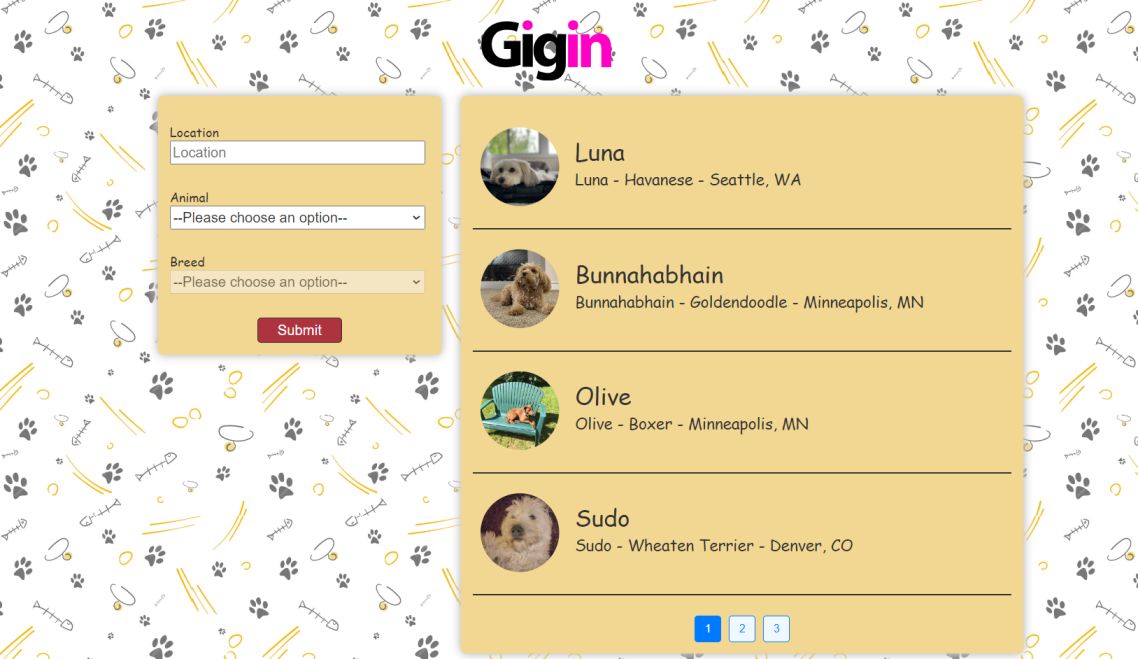 Gigin
Location
Location
Animal
--Please choose an option--
Breed
--Please choose an option--
Submit
Luna
Luna - Havanese - Seattle, WA
Bunnahabhain
Bunnahabhain - Goldendoodle - Minneapolis, MN
Olive
Olive - Boxer - Minneapolis, MN
Sudo
Sudo - Wheaten Terrier - Denver, CO
1 2 3